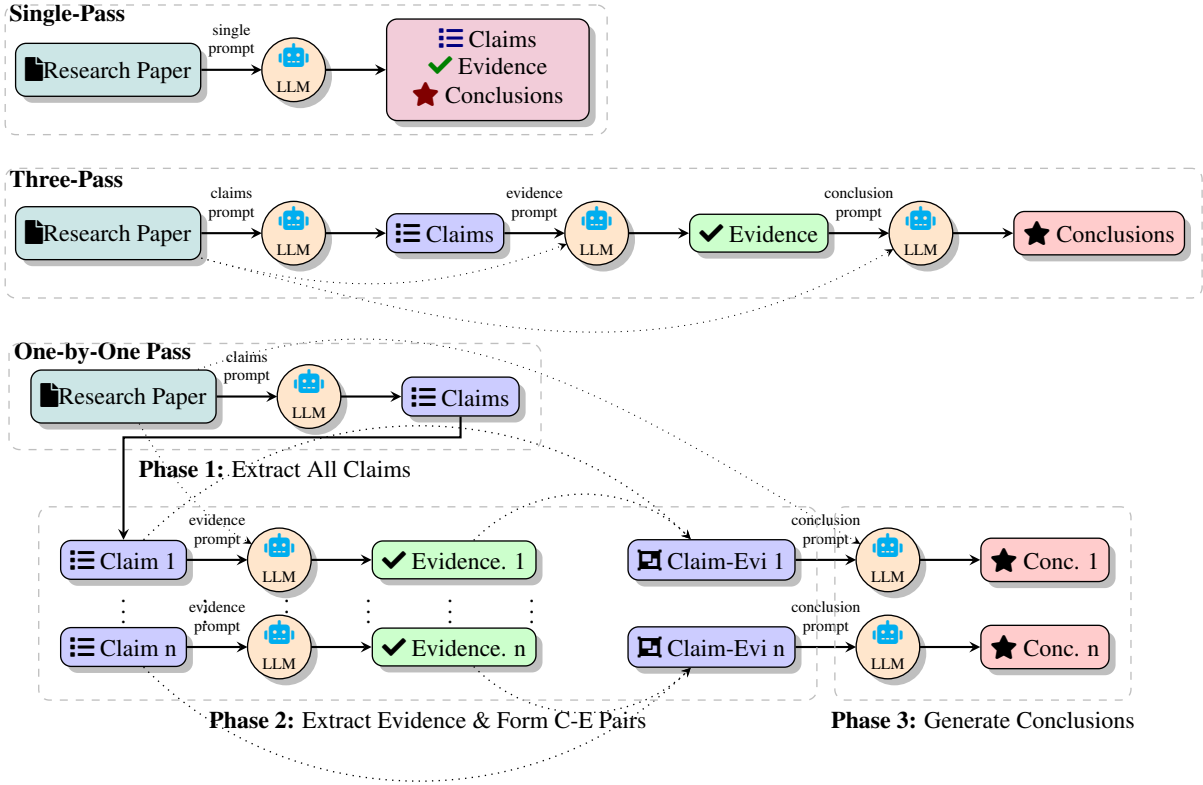 Single-Pass
Research Paper
single
prompt
LLM
Claims
Evidence
Conclusions
Three-Pass
Research Paper
claims
prompt
LLM
Claims
evidence
prompt
LLM
Evidence
conclusion
prompt
LLM
Conclusions
One-by-One Pass
Research Paper
claims
prompt
LLM
Claims
Phase 1: Extract All Claims
Claim 1
evidence
prompt
LLM
Evidence. 1
Claim-Evi 1
conclusion
prompt
LLM
Conc. 1
Claim n
evidence
prompt
LLM
Evidence. n
Claim-Evi n
conclusion
prompt
LLM
Conc. n
Phase 2: Extract Evidence & Form C-E Pairs
Phase 3: Generate Conclusions